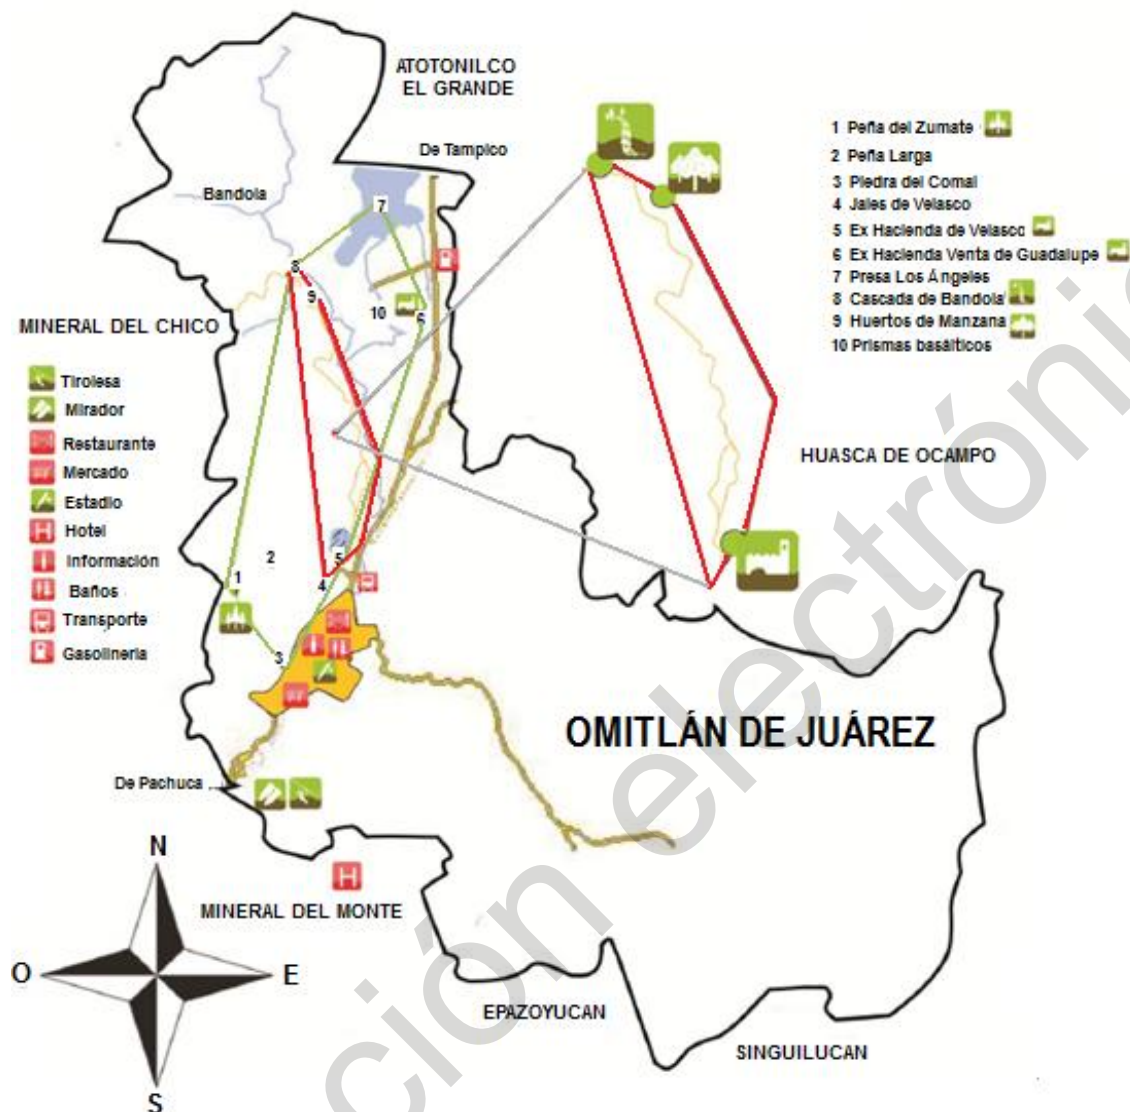 ATOTONILCO
EL GRANDE
De Tampico
Bandola
7
8
9
10
6
MINERAL DEL CHICO
Tirolesa
Mirador
Restaurante
Mercado
Estadio
H Hotel
Información
Baños
Transporte
Gasolineria
2
1
5
4
3
1 Peña del Zumate
2 Peña Larga
3 Piedra del Comal
4 Jales de Velasco
5 Ex Hacienda de Velasco
6 Ex Hacienda Venta de Guadalupe
7 Presa Los Ángeles
8 Cascada de Bandola
9 Huertos de Manzana
10 Prismas basálticos
HUASCA DE OCAMPO
OMITLÁN DE JUÁREZ
De Pachuca
H
MINERAL DEL MONTE
EPAZOYUCAN
SINGUILUCAN
N
O
E
S
ción electróni